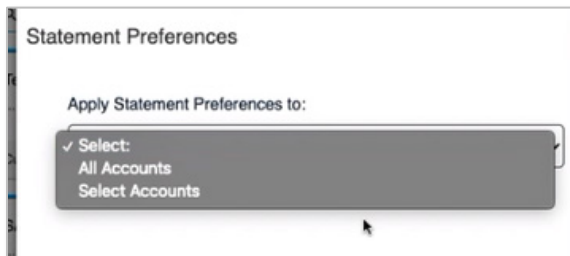 Statement Preferences
Apply Statement Preferences to:
✓ Select:
All Accounts
Select Accounts